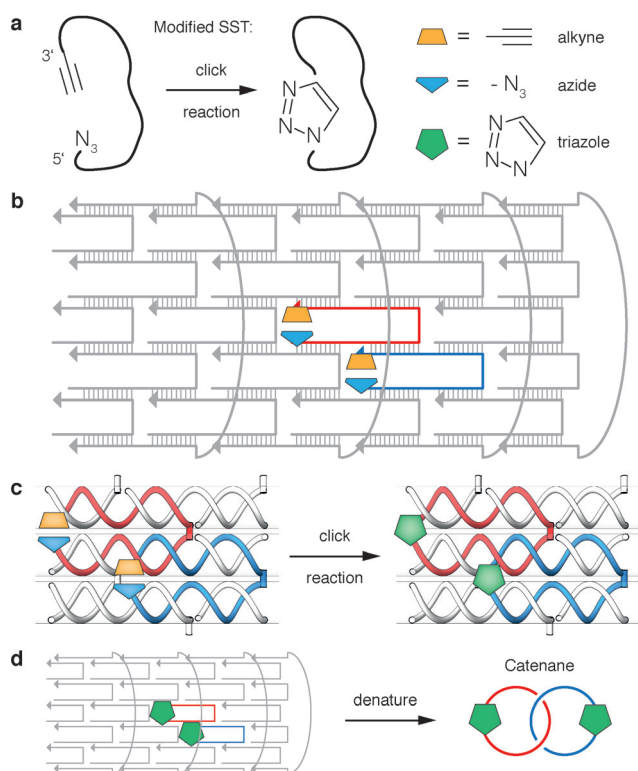 a
Modified SST:
3‘
click
reaction
N3
5‘
N
N
N
= alkyne
= - N3 azide
= N
N
N
triazole
b
c
click
reaction
d
denature
Catenane